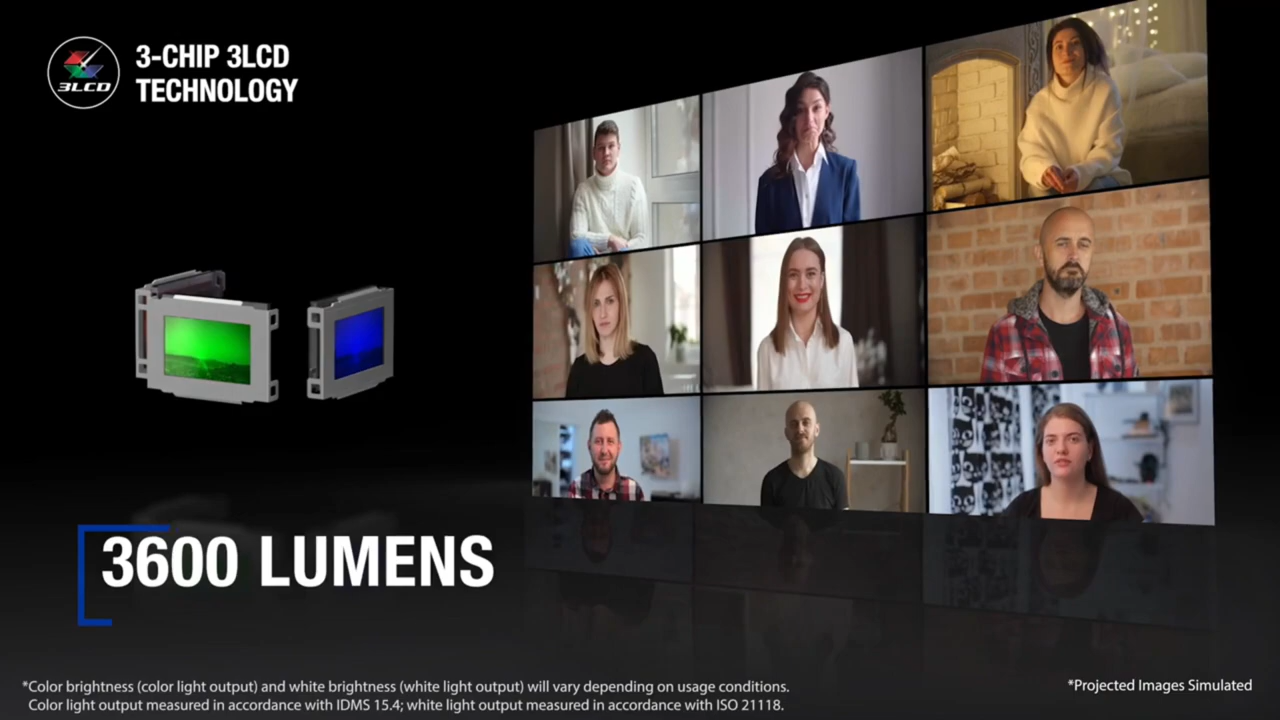 3LCD
3-CHIP 3LCD
TECHNOLOGY
3600 LUMENS
*Color brightness (color light output) and white brightness (white light output) will vary depending on usage conditions.
Color light output measured in accordance with IDMS 15.4; white light output measured in accordance with ISO 21118.
*Projected Images Simulated